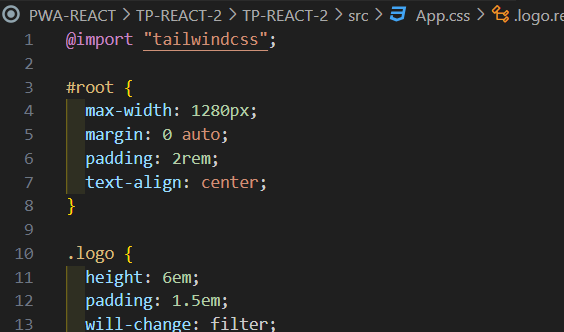 PWA-REACT > TP-REACT-2 > TP-REACT-2 > src > App.css > .logo.re
1 @import "tailwindcss";
2
3 #root {
4 max-width: 1280px;
5 margin: 0 auto;
6 padding: 2rem;
7 text-align: center;
8 }
9
10 .logo {
11 height: 6em;
12 padding: 1.5em;
13 will-change: filter;